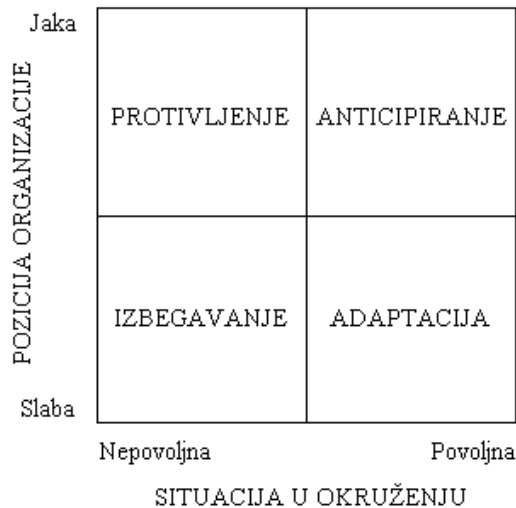 Jaka
POZICIJA ORGANIZACIJE
PROTIVLJENJE
ANTICIPIRANJE
IZBEGAVANJE
ADAPTACIJA
Slaba
Nepovoljna
Povoljna
SITUACIJA U OKRUŽENJU